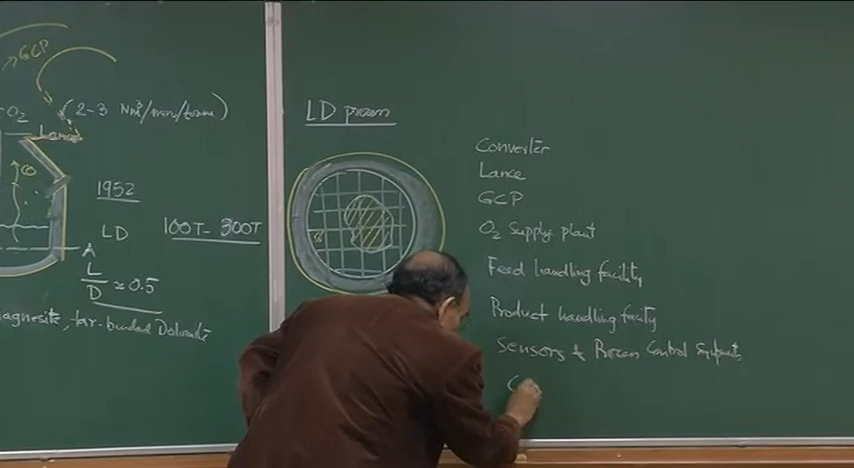 GCP
O2 (2-3 Nm³/min/tonne)
Lance
CO
1952
LD 100T - 300T
A
L/D ≈ 0.5
magnesite, tar-bonded Dolomite
LD process
Converter
Lance
GCP
O2 Supply plant
Feed handling facility
Product handling facility
Sensors & Process Control